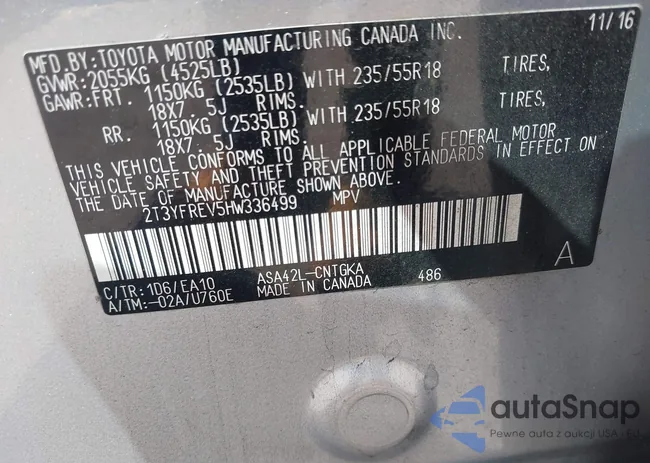 MFD.BY:TOYOTA MOTOR MANUFACTURING CANADA INC. 11/16
GVWR:2055KG (4525LB)
GAWR:FRT. 1150KG (2535LB) WITH 235/55R18 TIRES,
18X7.5J RIMS.
RR. 1150KG (2535LB) WITH 235/55R18 TIRES,
18X7.5J RIMS.
THIS VEHICLE CONFORMS TO ALL APPLICABLE FEDERAL MOTOR
VEHICLE SAFETY AND THEFT PREVENTION STANDARDS IN EFFECT ON
THE DATE OF MANUFACTURE SHOWN ABOVE.
2T3YFREV5HW336499 MPV
A
C/TR:1D6/EA10 ASA42L-CNTGKA 486
A/TM:-02A/U760E MADE IN CANADA
autaSnap
Pewne auta z aukcji USA - EU